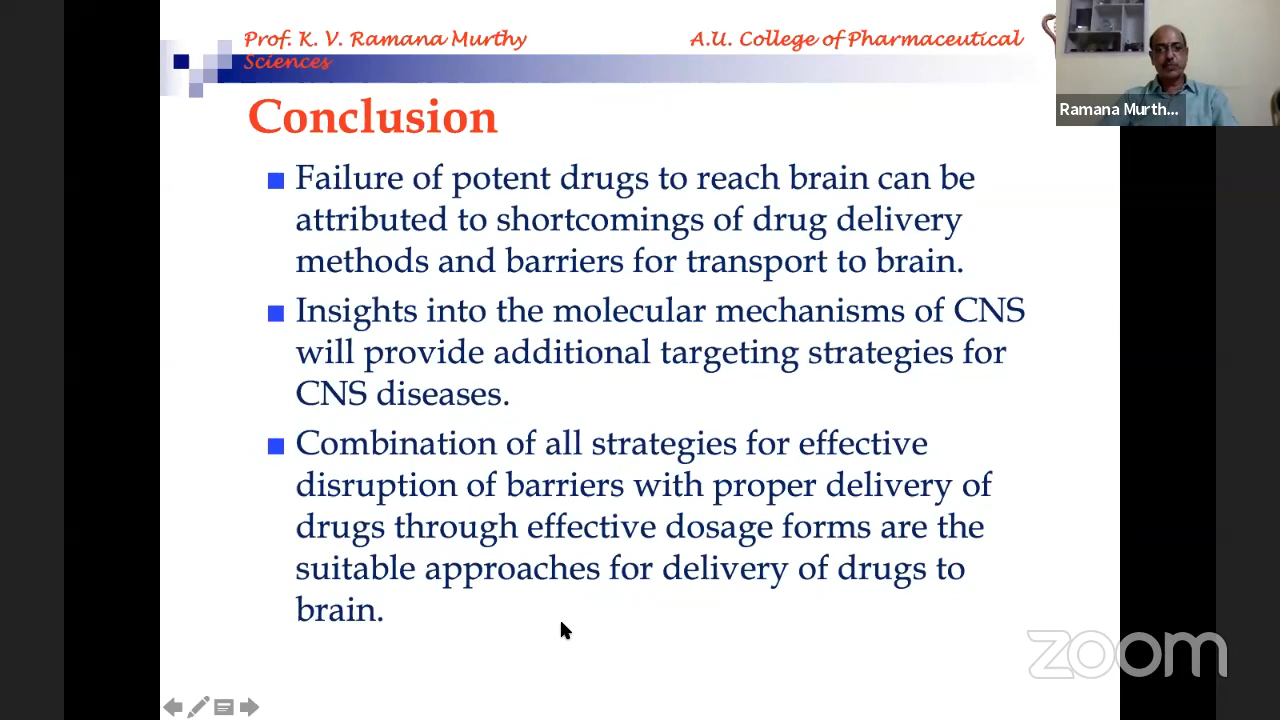 Prof. K. V. Ramana Murthy A.U. College of Pharmaceutical
Sciences
Ramana Murth...
Conclusion
Failure of potent drugs to reach brain can be
attributed to shortcomings of drug delivery
methods and barriers for transport to brain.
Insights into the molecular mechanisms of CNS
will provide additional targeting strategies for
CNS diseases.
Combination of all strategies for effective
disruption of barriers with proper delivery of
drugs through effective dosage forms are the
suitable approaches for delivery of drugs to
brain.
zoom